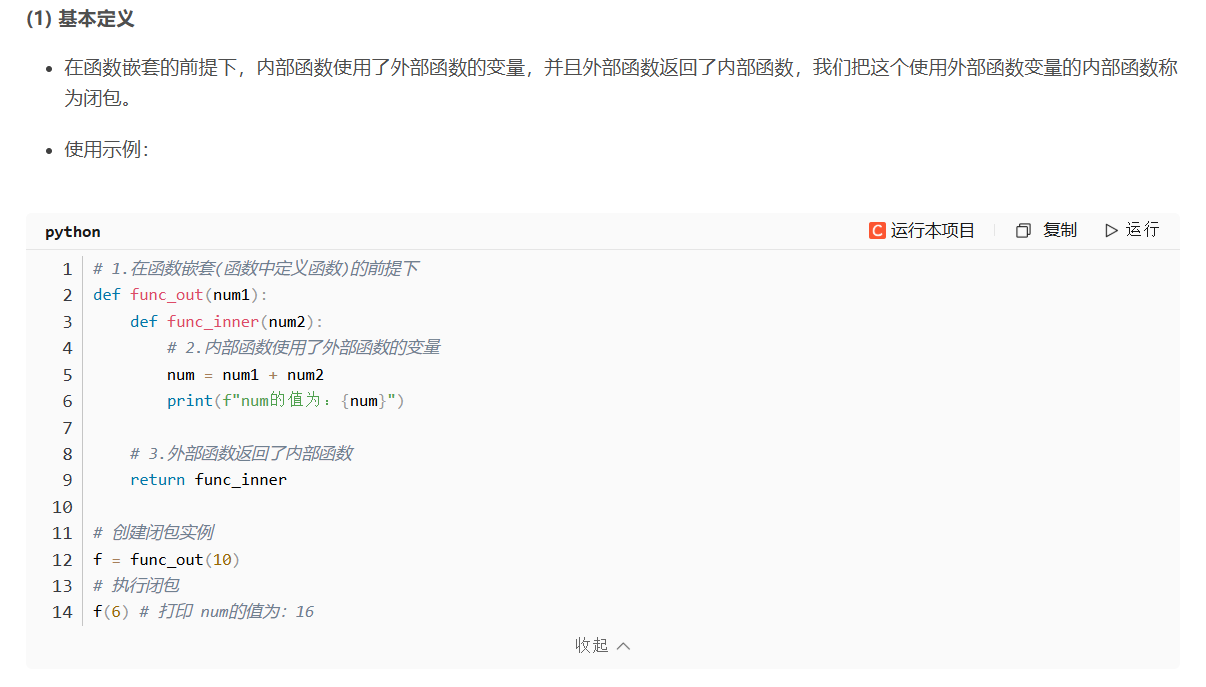 (1) 基本定义
• 在函数嵌套的前提下，内部函数使用了外部函数的变量，并且外部函数返回了内部函数，我们把这个使用外部函数变量的内部函数称
为闭包。
• 使用示例：
python
C 运行本项目 复制 运行
1 # 1.在函数嵌套(函数中定义函数)的前提下
2 def func_out(num1):
3     def func_inner(num2):
4         # 2.内部函数使用了外部函数的变量
5         num = num1 + num2
6         print(f"num的值为：{num}")
7
8     # 3.外部函数返回了内部函数
9     return func_inner
10
11 # 创建闭包实例
12 f = func_out(10)
13 # 执行闭包
14 f(6) # 打印 num的值为：16
收起